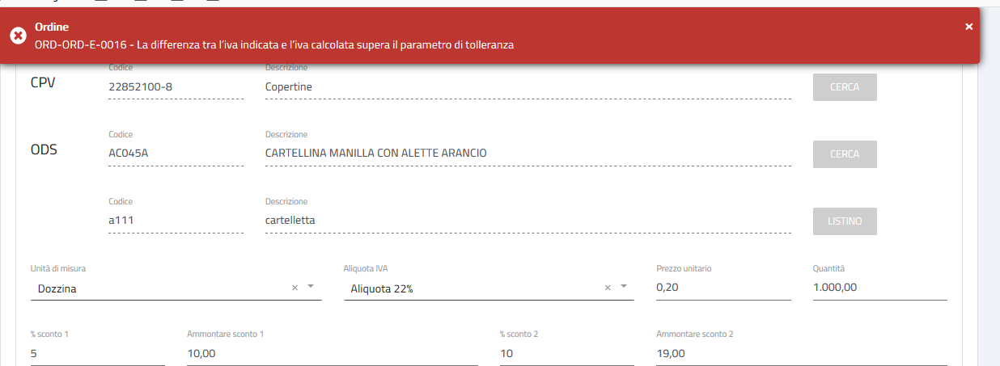 Ordine
ORD-ORD-E-0016 - La differenza tra l'iva indicata e l'iva calcolata supera il parametro di tolleranza
Codice Descrizione
CPV 22852100-8 Copertine CERCA
Codice Descrizione
ODS AC045A CARTELLINA MANILLA CON ALETTE ARANCIO CERCA
Codice Descrizione
a111 cartelletta LISTINO
Unità di misura Aliquota IVA Prezzo unitario Quantità
Dozzina Aliquota 22% 0,20 1.000,00
% sconto 1 Ammontare sconto 1 % sconto 2 Ammontare sconto 2
5 10,00 10 19,00